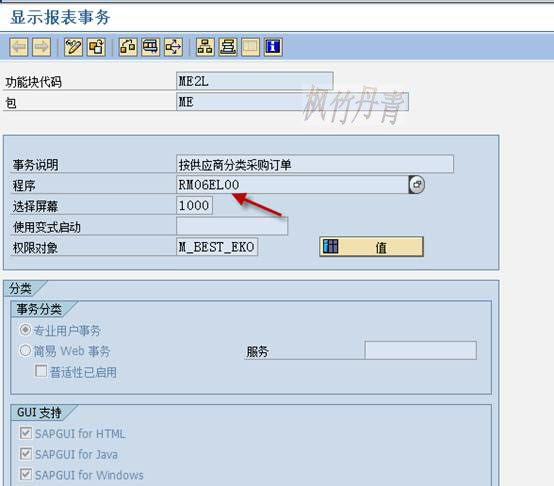 显示报表事务
功能块代码 ME2L
包 ME
枫竹丹青
事务说明 按供应商分类采购订单
程序 RM06EL00
选择屏幕 1000
使用变式启动
权限对象 M_BEST_EKO 值
分类
事务分类
专业用户事务
简易 Web 事务 服务
普适性已启用
GUI 支持
SAPGUI for HTML
SAPGUI for Java
SAPGUI for Windows